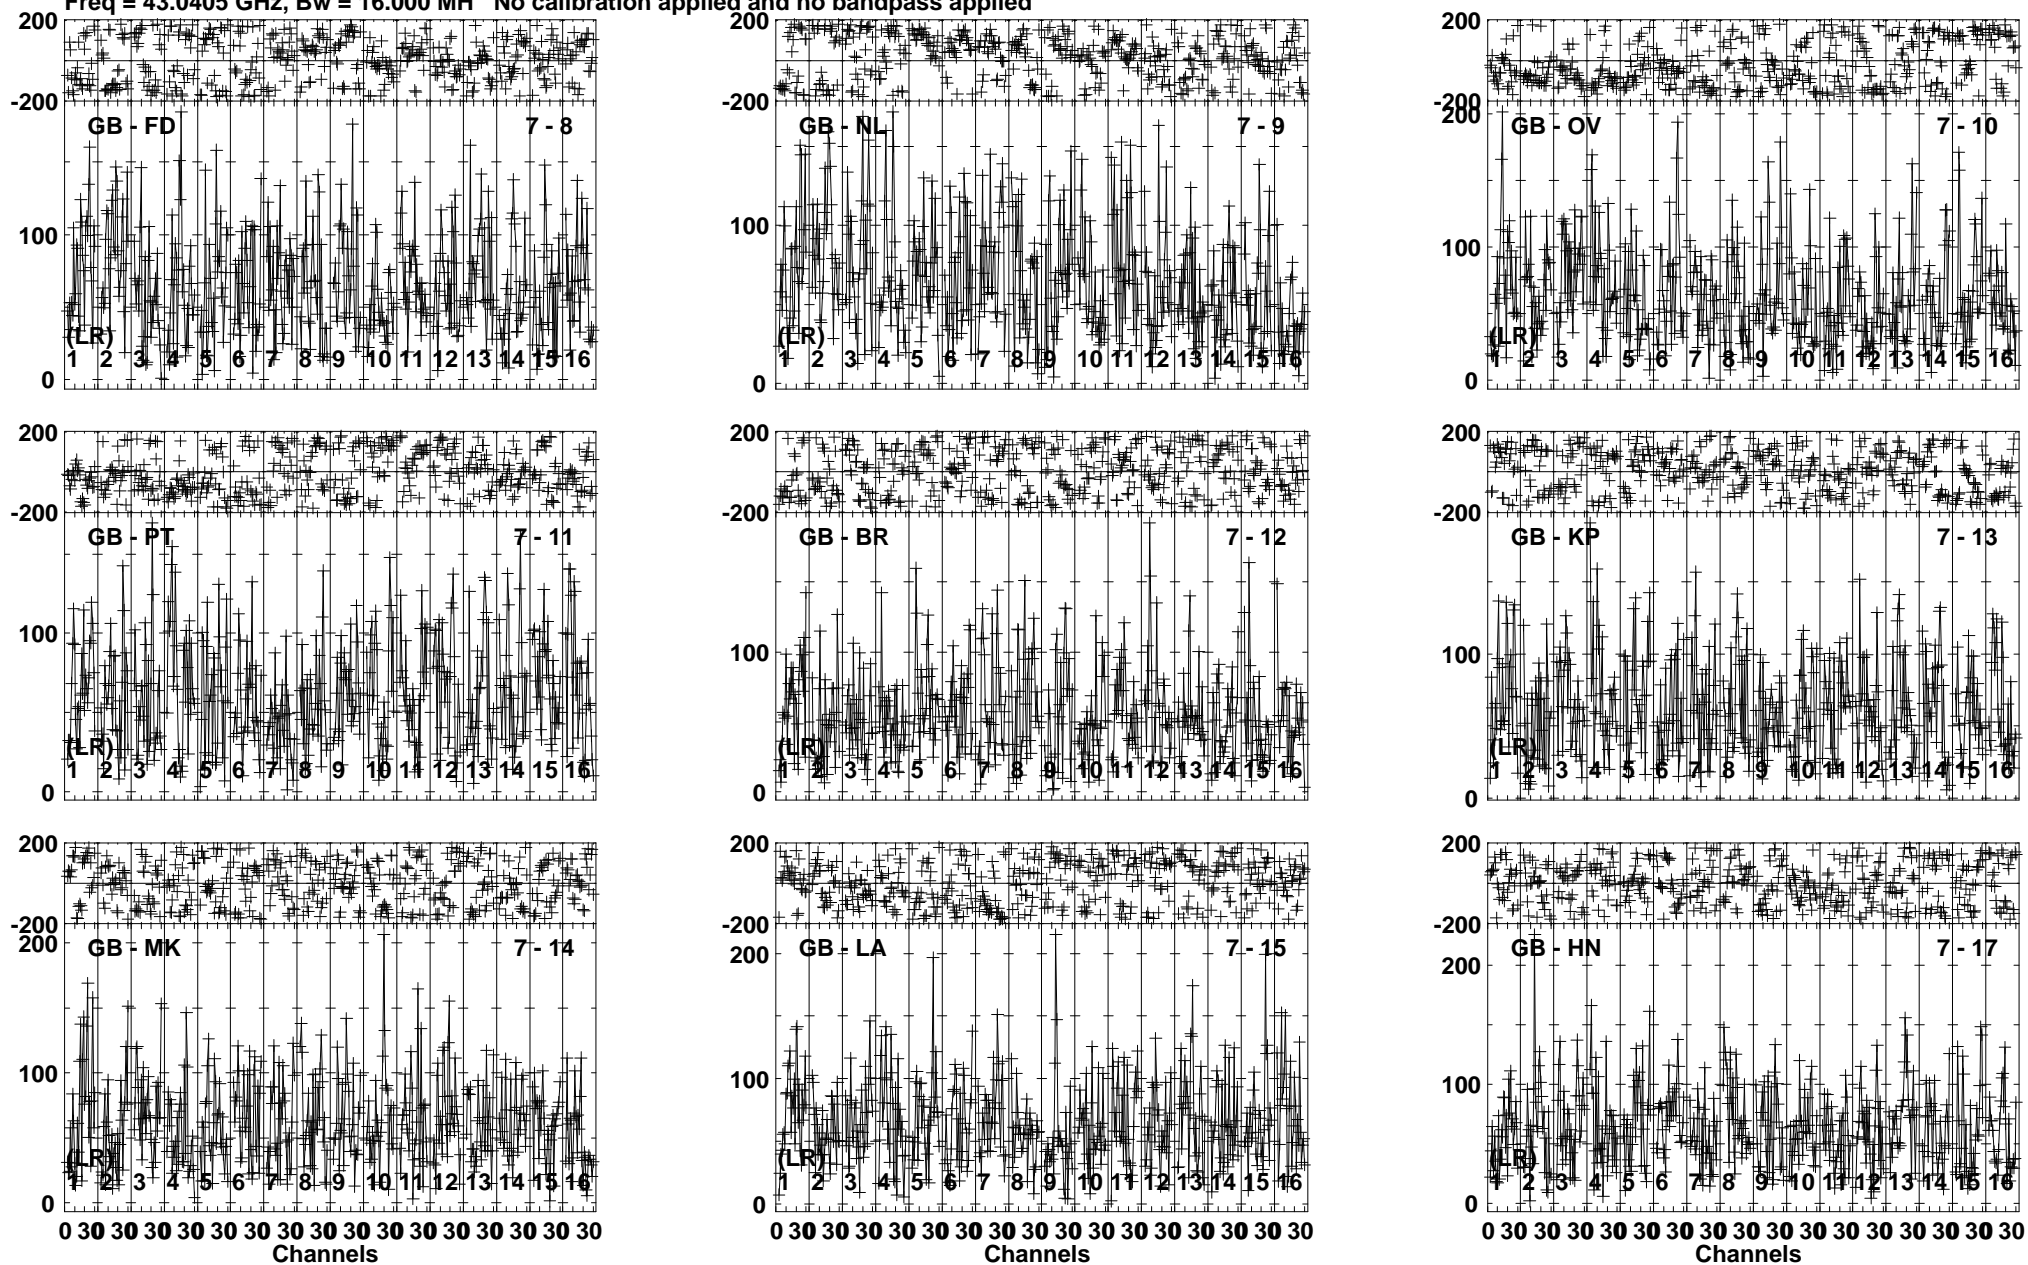 Freq = 43.0405 GHz, Bw = 16.000 MH No calibration applied and no bandpass applied
200
-200
GB - FD 7 - 8
100
(LR)
1 2 3 4 5 6 7 8 9 10 11 12 13 14 15 16
0
200
-200
GB - NL 7 - 9
100
(LR)
1 2 3 4 5 6 7 8 9 10 11 12 13 14 15 16
0
200
-200
200
GB - OV 7 - 10
100
(LR)
1 2 3 4 5 6 7 8 9 10 11 12 13 14 15 16
0
200
-200
GB - PT 7 - 11
100
(LR)
1 2 3 4 5 6 7 8 9 10 11 12 13 14 15 16
0
200
-200
GB - BR 7 - 12
100
(LR)
1 2 3 4 5 6 7 8 9 10 11 12 13 14 15 16
0
200
-200
GB - KP 7 - 13
100
(LR)
1 2 3 4 5 6 7 8 9 10 11 12 13 14 15 16
0
200
-200
200
GB - MK 7 - 14
100
(LR)
1 2 3 4 5 6 7 8 9 10 11 12 13 14 15 16
0
0 30 30 30 30 30 30 30 30 30 30 30 30 30 30 30 30
Channels
200
-200
200
GB - LA 7 - 15
100
(LR)
1 2 3 4 5 6 7 8 9 10 11 12 13 14 15 16
0
0 30 30 30 30 30 30 30 30 30 30 30 30 30 30 30 30
Channels
200
-200
200
GB - HN 7 - 17
100
(LR)
1 2 3 4 5 6 7 8 9 10 11 12 13 14 15 16
0
0 30 30 30 30 30 30 30 30 30 30 30 30 30 30 30 30
Channels